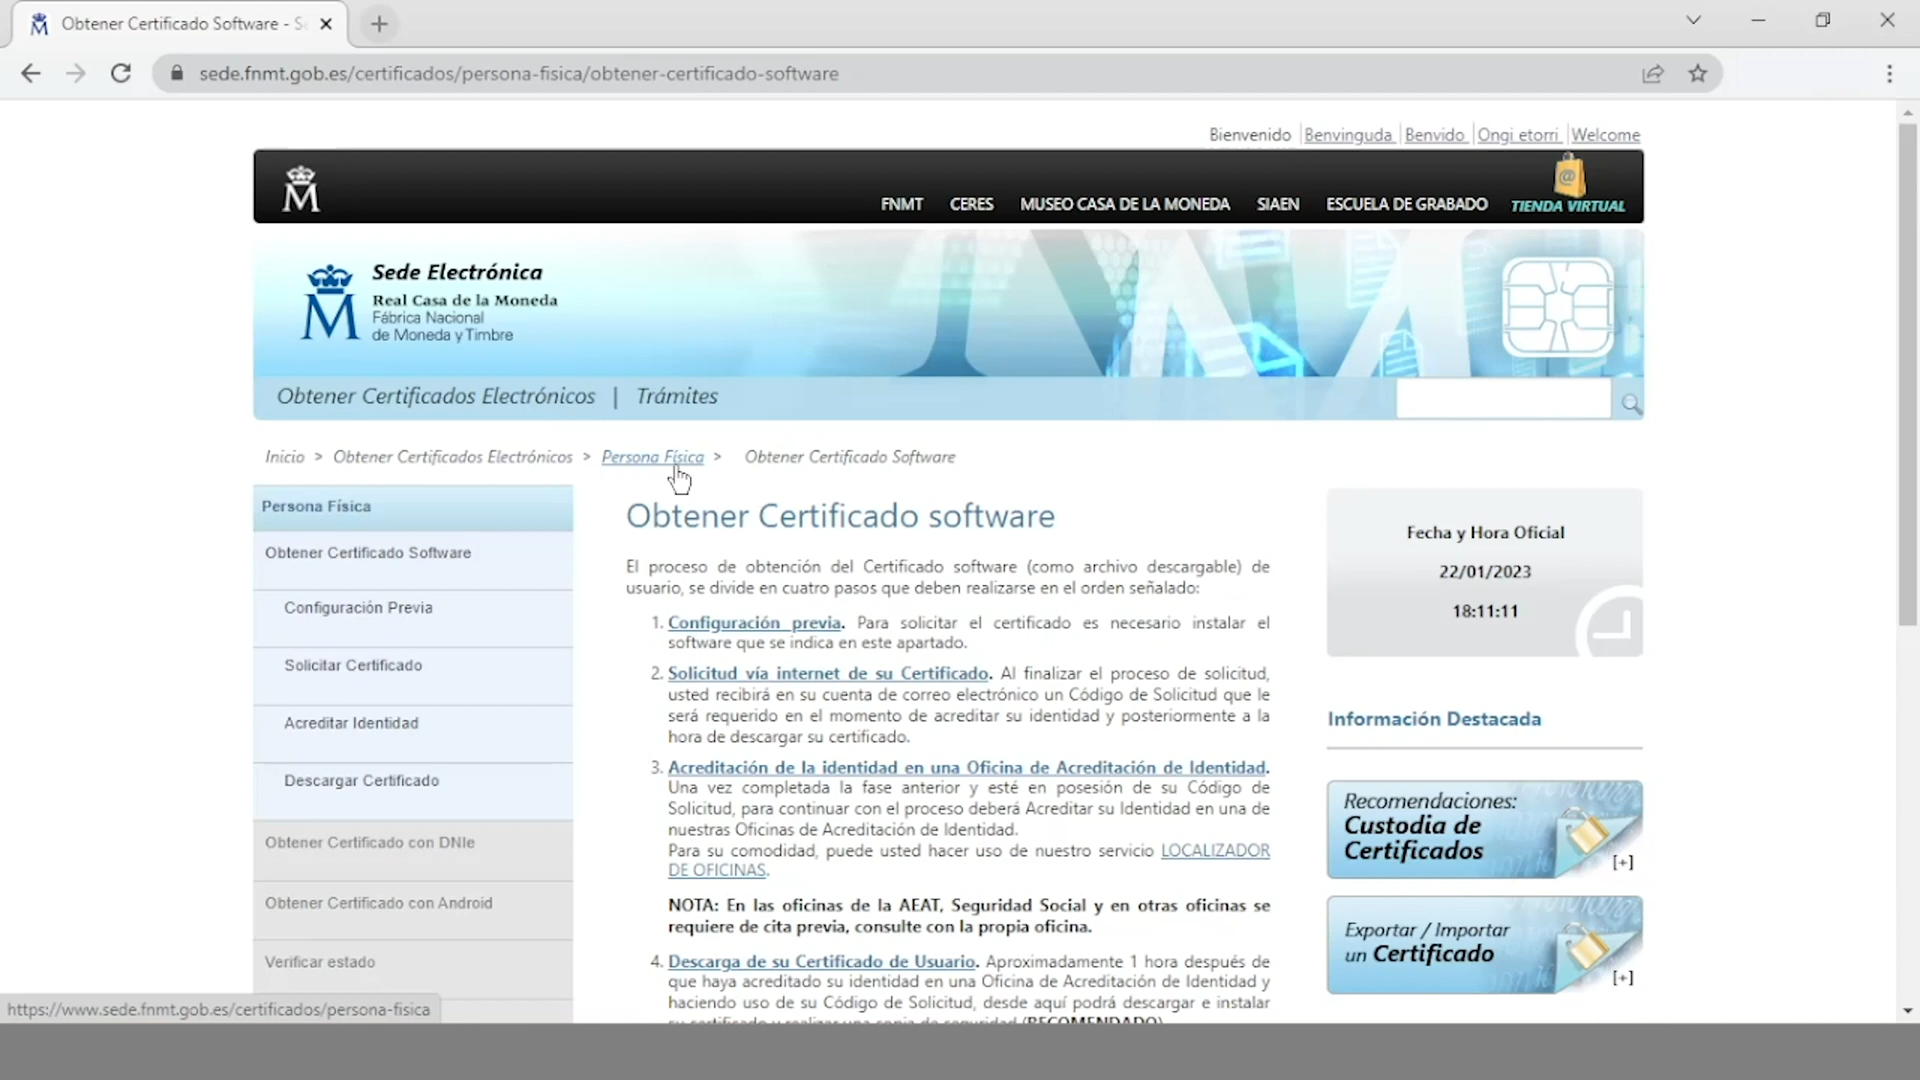 Obtener Certificado Software - S
sede.fnmt.gob.es/certificados/persona-fisica/obtener-certificado-software
Bienvenido Benvinguda Benvido Ongi etorri Welcome
FNMT CERES MUSEO CASA DE LA MONEDA SIAEN ESCUELA DE GRABADO TIENDA VIRTUAL
Sede Electrónica
Real Casa de la Moneda
Fábrica Nacional
de Moneda y Timbre
Obtener Certificados Electrónicos | Trámites
Inicio > Obtener Certificados Electrónicos > Persona Física > Obtener Certificado Software
Persona Física
Obtener Certificado Software
Configuración Previa
Solicitar Certificado
Acreditar Identidad
Descargar Certificado
Obtener Certificado con DNIe
Obtener Certificado con Android
Verificar estado
https://www.sede.fnmt.gob.es/certificados/persona-fisica
Obtener Certificado software
El proceso de obtención del Certificado software (como archivo descargable) de
usuario, se divide en cuatro pasos que deben realizarse en el orden señalado:
1. Configuración previa. Para solicitar el certificado es necesario instalar el
software que se indica en este apartado.
2. Solicitud vía internet de su Certificado. Al finalizar el proceso de solicitud,
usted recibirá en su cuenta de correo electrónico un Código de Solicitud que le
será requerido en el momento de acreditar su identidad y posteriormente a la
hora de descargar su certificado.
3. Acreditación de la identidad en una Oficina de Acreditación de Identidad.
Una vez completada la fase anterior y esté en posesión de su Código de
Solicitud, para continuar con el proceso deberá Acreditar su Identidad en una de
nuestras Oficinas de Acreditación de Identidad.
Para su comodidad, puede usted hacer uso de nuestro servicio LOCALIZADOR
DE OFICINAS.
NOTA: En las oficinas de la AEAT, Seguridad Social y en otras oficinas se
requiere de cita previa, consulte con la propia oficina.
4. Descarga de su Certificado de Usuario. Aproximadamente 1 hora después de
que haya acreditado su identidad en una Oficina de Acreditación de Identidad y
haciendo uso de su Código de Solicitud, desde aquí podrá descargar e instalar
su certificado y realizar una copia de seguridad (RECOMENDADO).
Fecha y Hora Oficial
22/01/2023
18:11:11
Información Destacada
Recomendaciones:
Custodia de
Certificados
[+]
Exportar / Importar
un Certificado
[+]